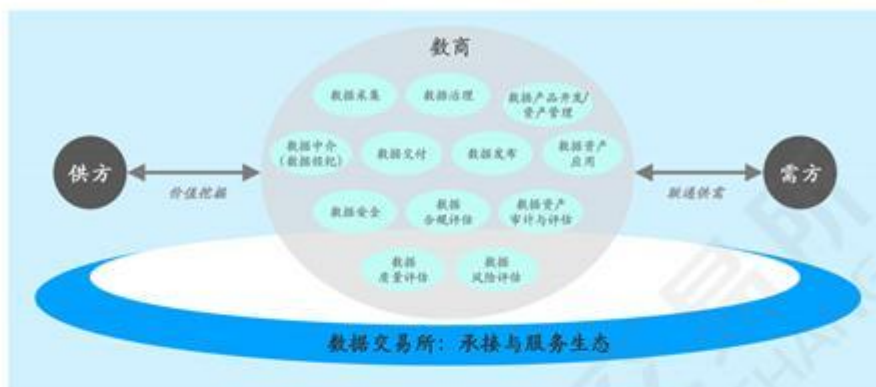 数商
数据采集
数据治理
数据产品开发/
资产管理
数据中介
（数据经纪）
数据交付
数据发布
数据资产
应用
供方
价值挖掘
需方
联通供需
数据安全
数据
合规评估
数据资产
审计与评估
数据
质量评估
数据
风险评估
数据交易所：承接与服务生态